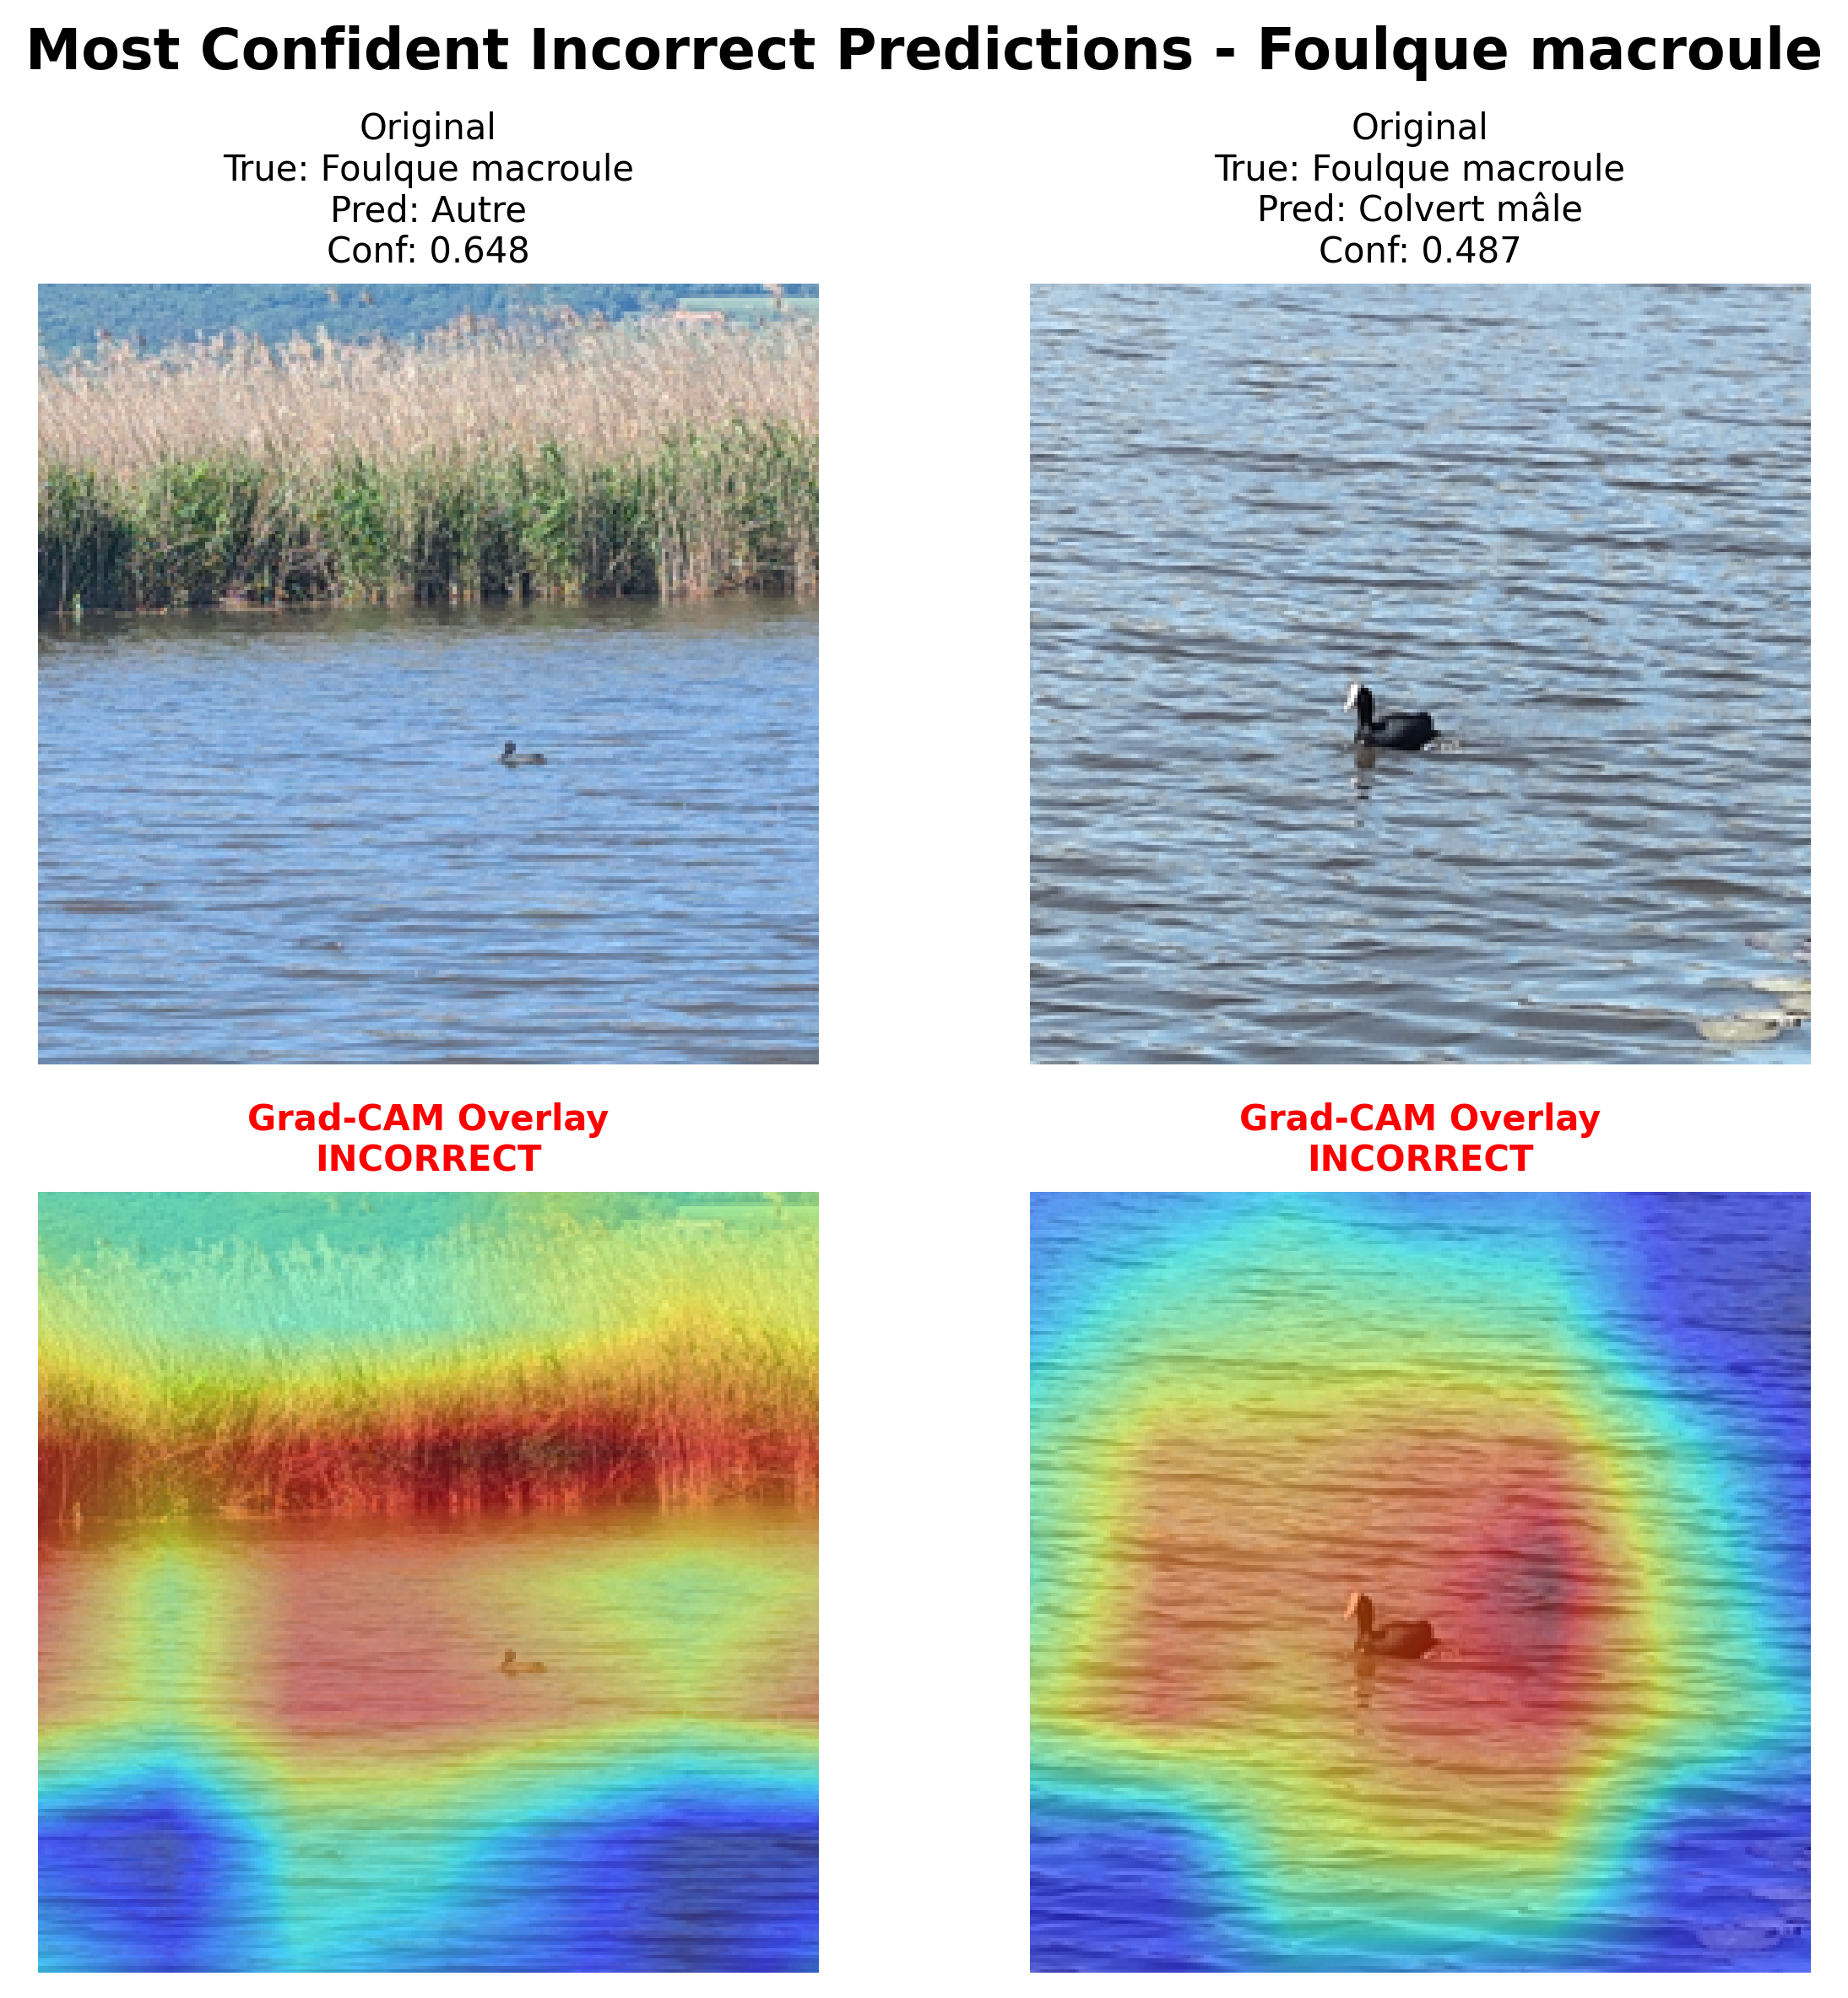 Most Confident Incorrect Predictions - Foulque macroule
Original
True: Foulque macroule
Pred: Autre
Conf: 0.648
Original
True: Foulque macroule
Pred: Colvert mâle
Conf: 0.487
Grad-CAM Overlay
INCORRECT
Grad-CAM Overlay
INCORRECT